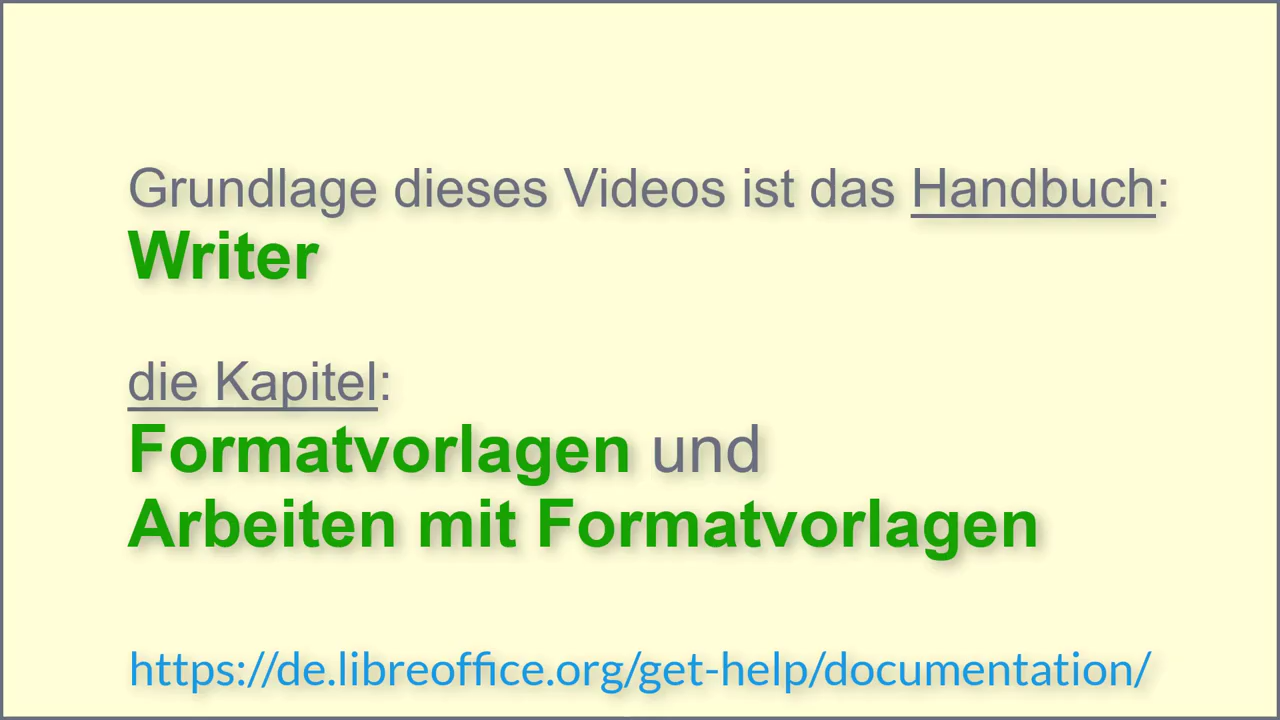 Grundlage dieses Videos ist das Handbuch:
Writer
die Kapitel:
Formatvorlagen und
Arbeiten mit Formatvorlagen
https://de.libreoffice.org/get-help/documentation/